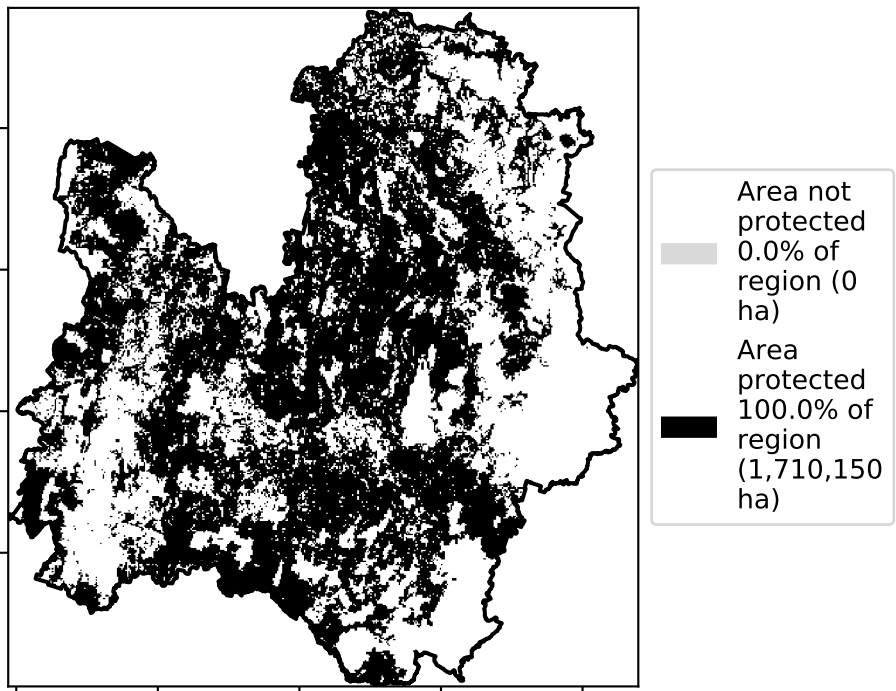 Area not
protected
0.0% of
region (0
ha)
Area
protected
100.0% of
region
(1,710,150
ha)